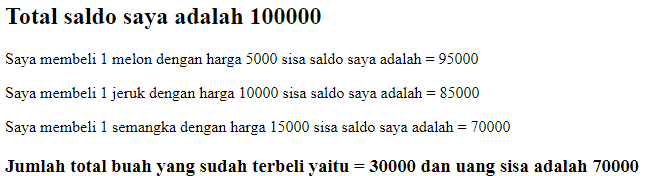 Total saldo saya adalah 100000
Saya membeli 1 melon dengan harga 5000 sisa saldo saya adalah = 95000
Saya membeli 1 jeruk dengan harga 10000 sisa saldo saya adalah = 85000
Saya membeli 1 semangka dengan harga 15000 sisa saldo saya adalah = 70000
Jumlah total buah yang sudah terbeli yaitu = 30000 dan uang sisa adalah 70000